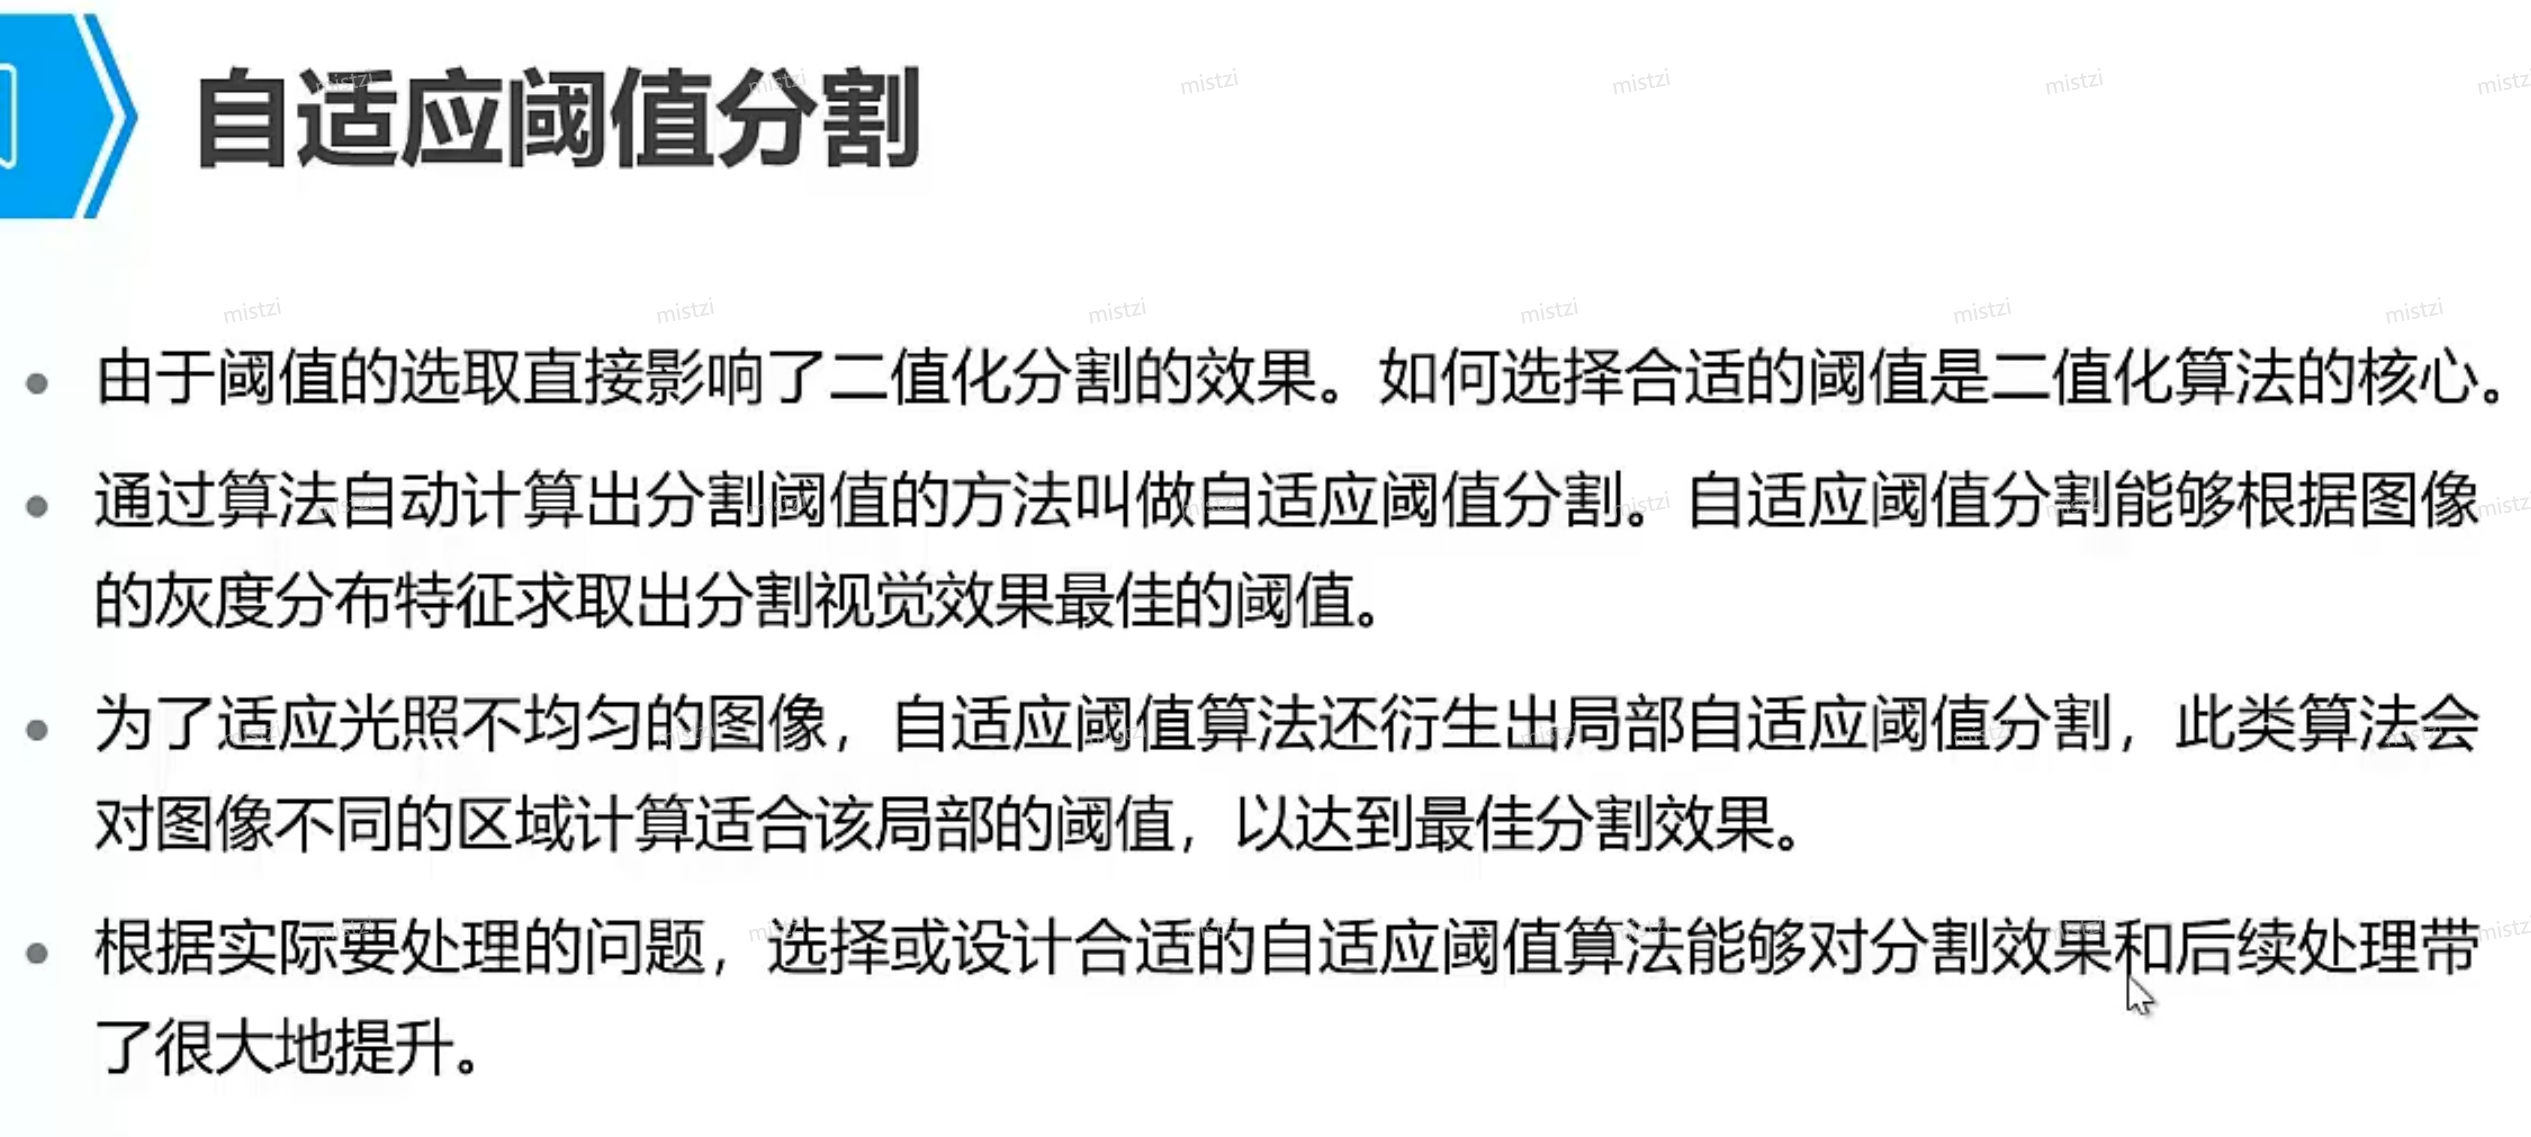 自适应阈值分割
由于阈值的选取直接影响了二值化分割的效果。如何选择合适的阈值是二值化算法的核心。
通过算法自动计算出分割阈值的方法叫做自适应阈值分割。自适应阈值分割能够根据图像
的灰度分布特征求取出分割视觉效果最佳的阈值。
为了适应光照不均匀的图像，自适应阈值算法还衍生出局部自适应阈值分割，此类算法会
对图像不同的区域计算适合该局部的阈值，以达到最佳分割效果。
根据实际要处理的问题，选择或设计合适的自适应阈值算法能够对分割效果和后续处理带
了很大地提升。
mistzi